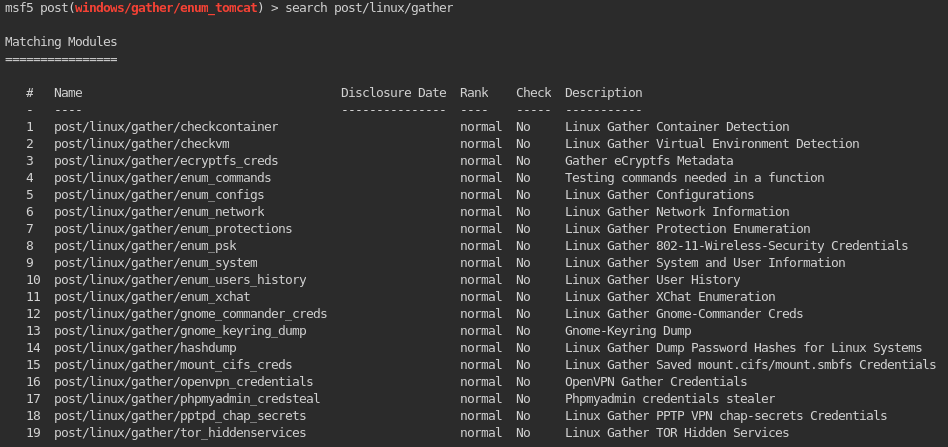 msf5 post(windows/gather/enum_tomcat) > search post/linux/gather
Matching Modules
================
#   Name                                     Disclosure Date  Rank    Check  Description
-   ----                                     ---------------  ----    -----  -----------
1   post/linux/gather/checkcontainer                          normal  No     Linux Gather Container Detection
2   post/linux/gather/checkvm                                 normal  No     Linux Gather Virtual Environment Detection
3   post/linux/gather/ecryptfs_creds                          normal  No     Gather eCryptfs Metadata
4   post/linux/gather/enum_commands                           normal  No     Testing commands needed in a function
5   post/linux/gather/enum_configs                            normal  No     Linux Gather Configurations
6   post/linux/gather/enum_network                            normal  No     Linux Gather Network Information
7   post/linux/gather/enum_protections                        normal  No     Linux Gather Protection Enumeration
8   post/linux/gather/enum_psk                                normal  No     Linux Gather 802-11-Wireless-Security Credentials
9   post/linux/gather/enum_system                             normal  No     Linux Gather System and User Information
10  post/linux/gather/enum_users_history                      normal  No     Linux Gather User History
11  post/linux/gather/enum_xchat                              normal  No     Linux Gather XChat Enumeration
12  post/linux/gather/gnome_commander_creds                   normal  No     Linux Gather Gnome-Commander Creds
13  post/linux/gather/gnome_keyring_dump                      normal  No     Gnome-Keyring Dump
14  post/linux/gather/hashdump                                normal  No     Linux Gather Dump Password Hashes for Linux Systems
15  post/linux/gather/mount_cifs_creds                        normal  No     Linux Gather Saved mount.cifs/mount.smbfs Credentials
16  post/linux/gather/openvpn_credentials                     normal  No     OpenVPN Gather Credentials
17  post/linux/gather/phpmyadmin_credsteal                    normal  No     Phpmyadmin credentials stealer
18  post/linux/gather/pptpd_chap_secrets                      normal  No     Linux Gather PPTP VPN chap-secrets Credentials
19  post/linux/gather/tor_hiddenservices                      normal  No     Linux Gather TOR Hidden Services